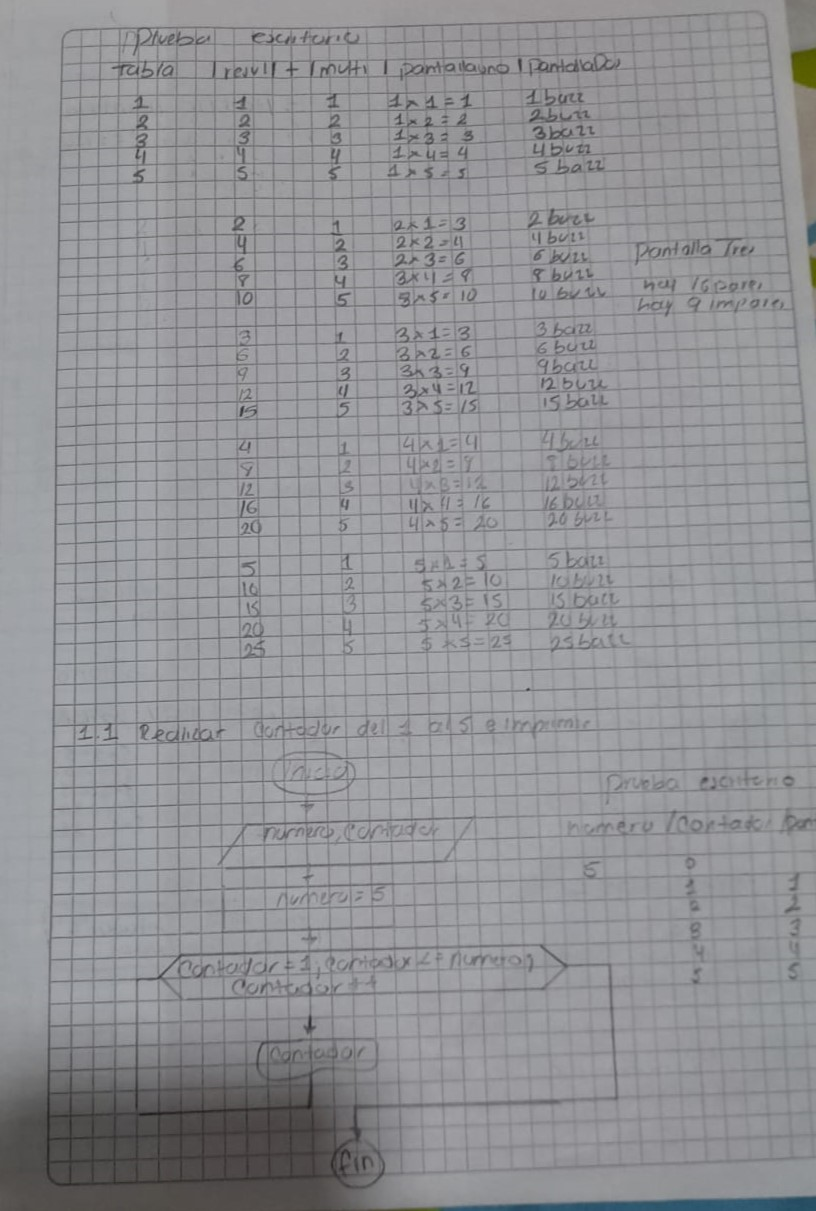 Prueba escritorio
tabla | result + | multi | pantallauno | pantallaDos
1 1 1 1x1=1 1 buzz
2 2 2 1x2=2 2 buzz
3 3 3 1x3=3 3 bazz
4 4 4 1x4=4 4 buzz
5 5 5 1x5=5 5 bazz
2 1 2x1=3 2 buzz
4 2 2x2=4 4 buzz
6 3 2x3=6 6 buzz pantalla Tres
8 4 3x4=8 8 buzz hay 16 pares
10 5 3x5=10 10 buzz hay 9 impares
3 1 3x1=3 3 bazz
6 2 3x2=6 6 buzz
9 3 3x3=9 9 bazz
12 4 3x4=12 12 buzz
15 5 3x5=15 15 bazz
4 1 4x1=4 4 buzz
8 2 4x2=8 8 buzz
12 3 4x3=12 12 buzz
16 4 4x4=16 16 buzz
20 5 4x5=20 20 buzz
5 1 5x1=5 5 bazz
10 2 5x2=10 10 buzz
15 3 5x3=15 15 bazz
20 4 5x4=20 20 buzz
25 5 5x5=25 25 bazz
1.1 Realizar contador del 1 al 5 e imprimir
Inicio
numero, contador
numero = 5
contador = 1, contador <= numero,
contador ++
contador
fin
prueba escritorio
numero / contador / pan
5 0
1 1
2 2
3 3
4 4
5 5